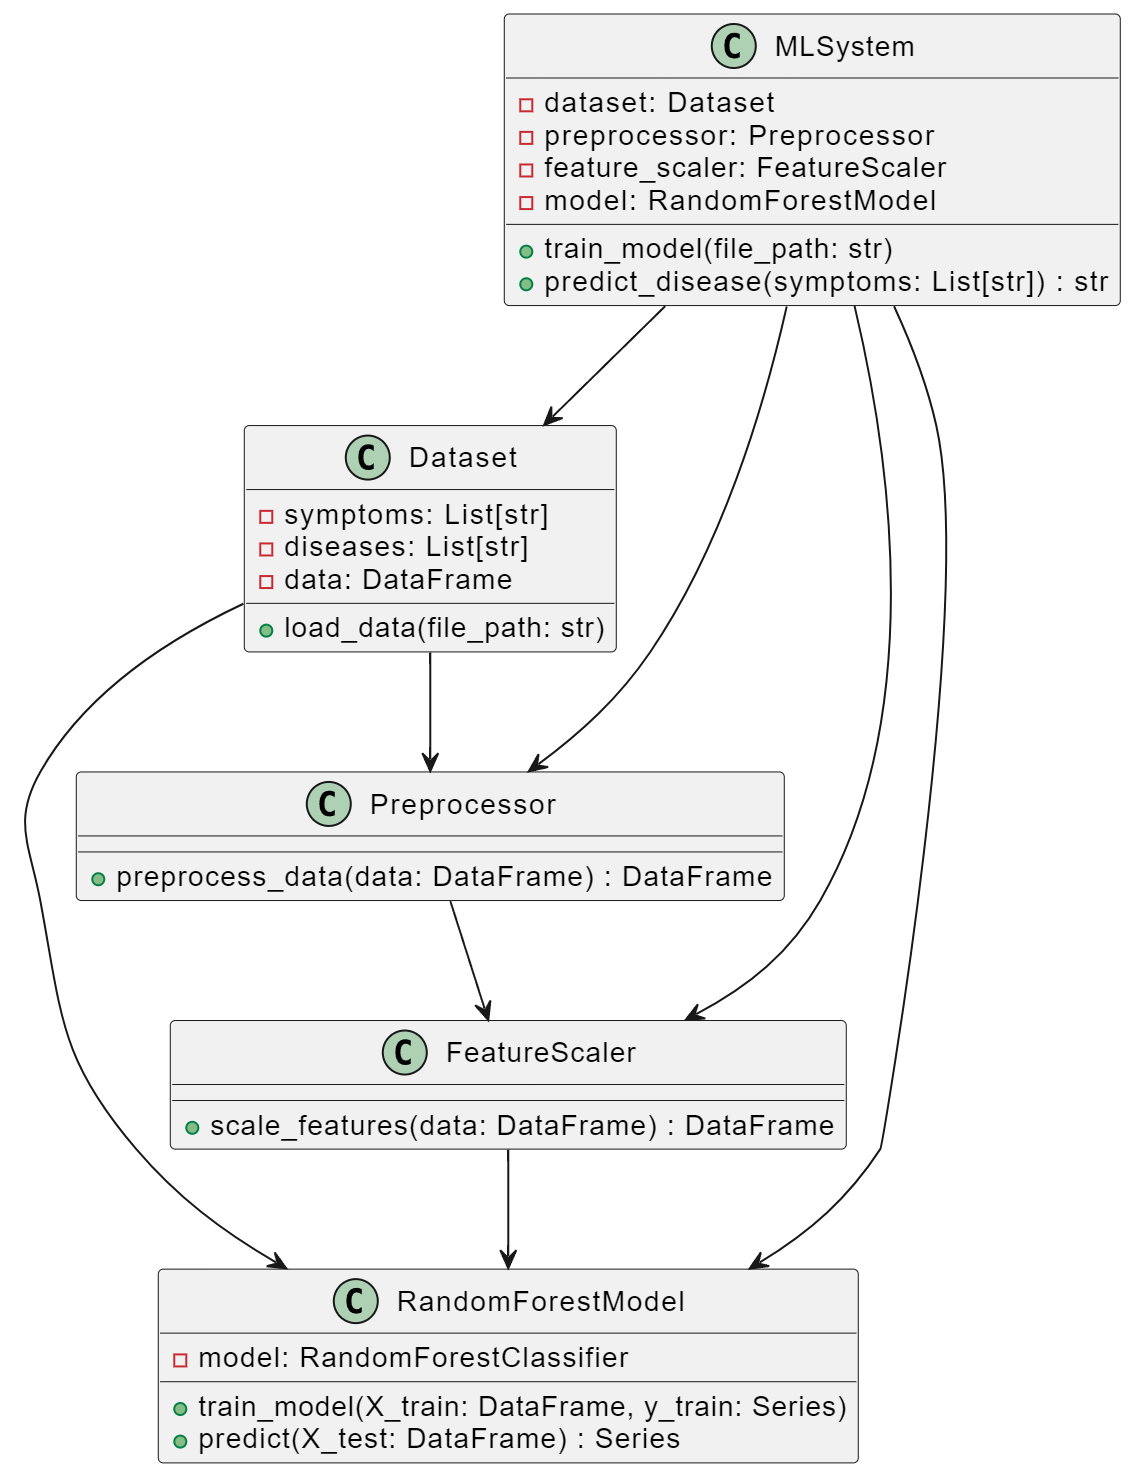 C MLSystem
dataset: Dataset
preprocessor: Preprocessor
feature_scaler: FeatureScaler
model: RandomForestModel
train_model(file_path: str)
predict_disease(symptoms: List[str]) : str
C Dataset
symptoms: List[str]
diseases: List[str]
data: DataFrame
load_data(file_path: str)
C Preprocessor
preprocess_data(data: DataFrame) : DataFrame
C FeatureScaler
scale_features(data: DataFrame) : DataFrame
C RandomForestModel
model: RandomForestClassifier
train_model(X_train: DataFrame, y_train: Series)
predict(X_test: DataFrame) : Series